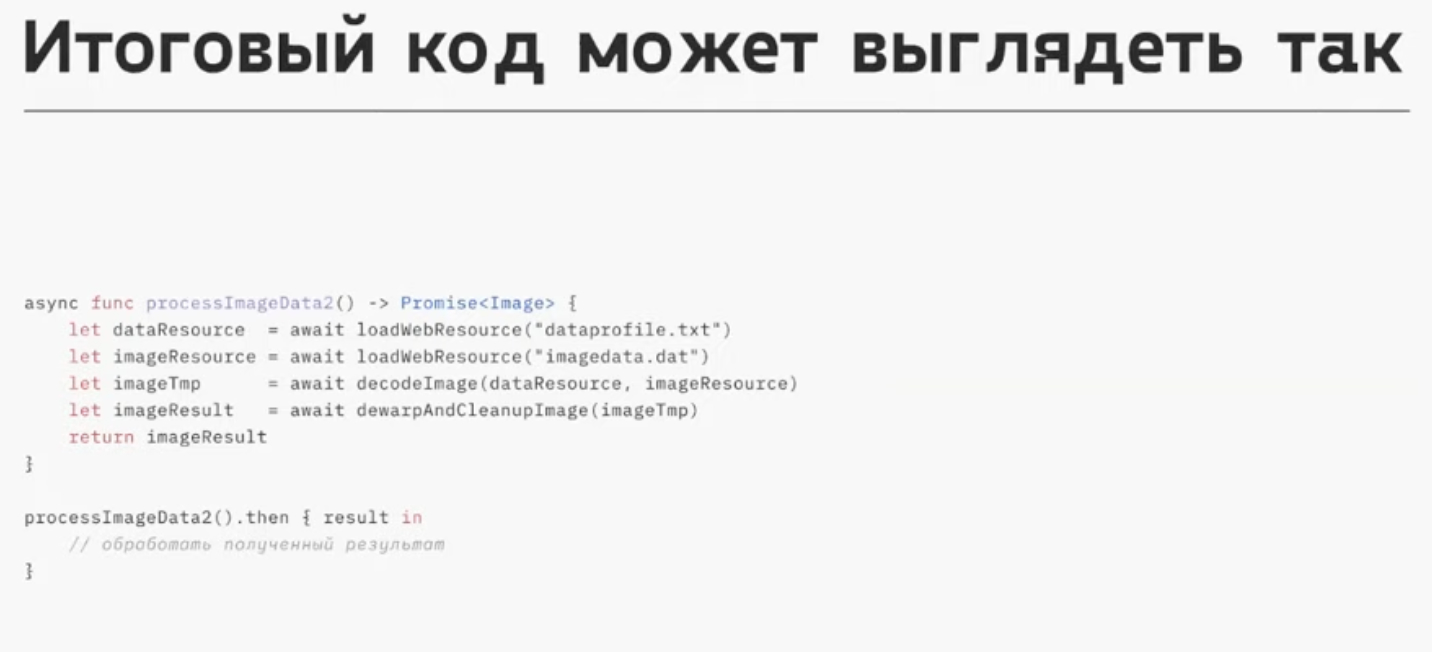 Итоговый код может выглядеть так
async func processImageData2() -> Promise<Image> {
    let dataResource  = await loadWebResource("dataprofile.txt")
    let imageResource = await loadWebResource("imagedata.dat")
    let imageTmp      = await decodeImage(dataResource, imageResource)
    let imageResult   = await dewarpAndCleanupImage(imageTmp)
    return imageResult
}
processImageData2().then { result in
    // обработать полученный результат
}